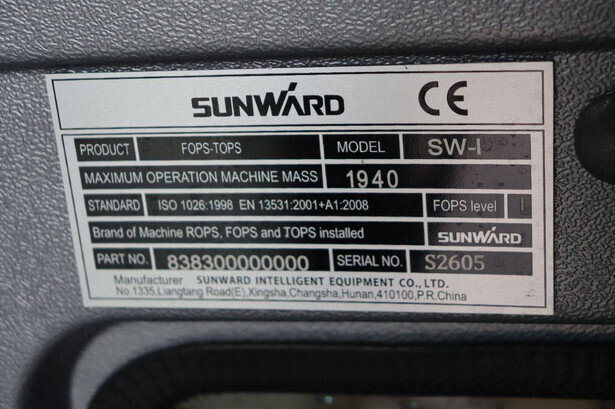 SUNWARD CE
PRODUCT FOPS-TOPS MODEL SW-I
MAXIMUM OPERATION MACHINE MASS 1940
STANDARD ISO 1026:1998 EN 13531:2001+A1:2008 FOPS level I
Brand of Machine ROPS, FOPS and TOPS installed SUNWARD
PART NO. 838300000000 SERIAL NO. S2605
Manufacturer SUNWARD INTELLIGENT EQUIPMENT CO., LTD.
No.1335,Liangtang Road(E),Xingsha,Changsha,Hunan,410100,P.R.China